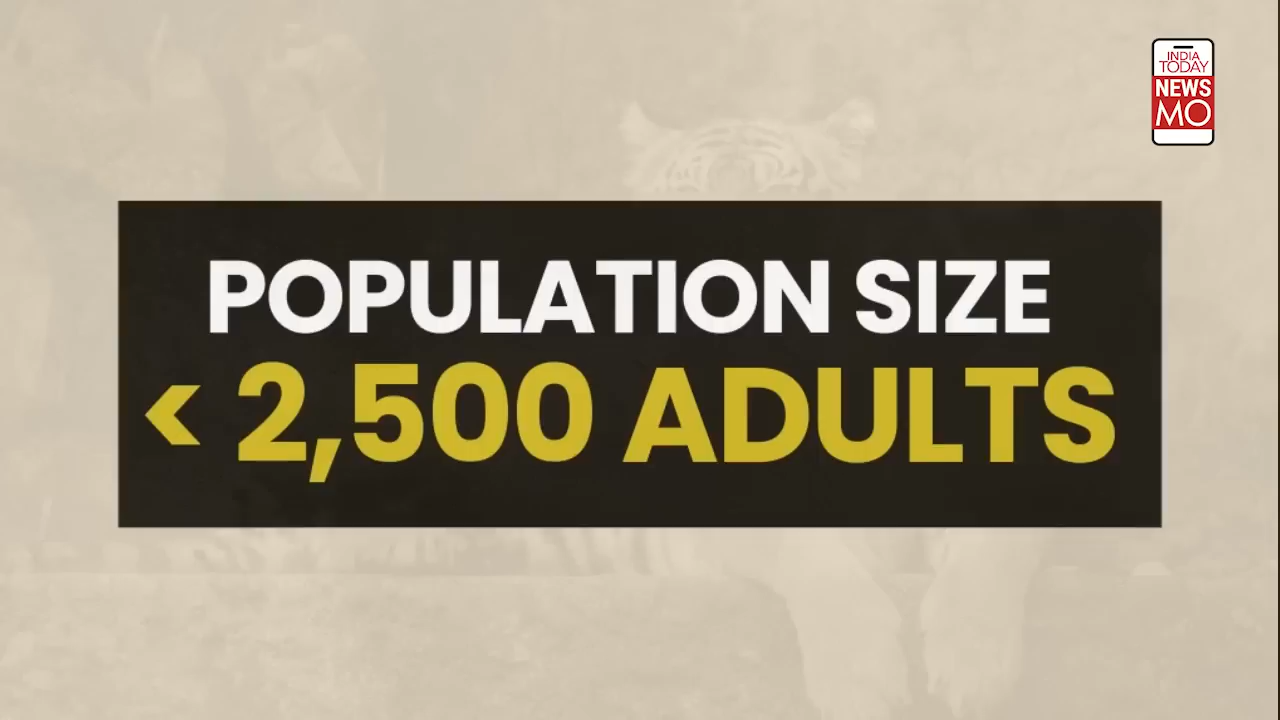 INDIA
TODAY
NEWS
MO
POPULATION SIZE
< 2,500 ADULTS